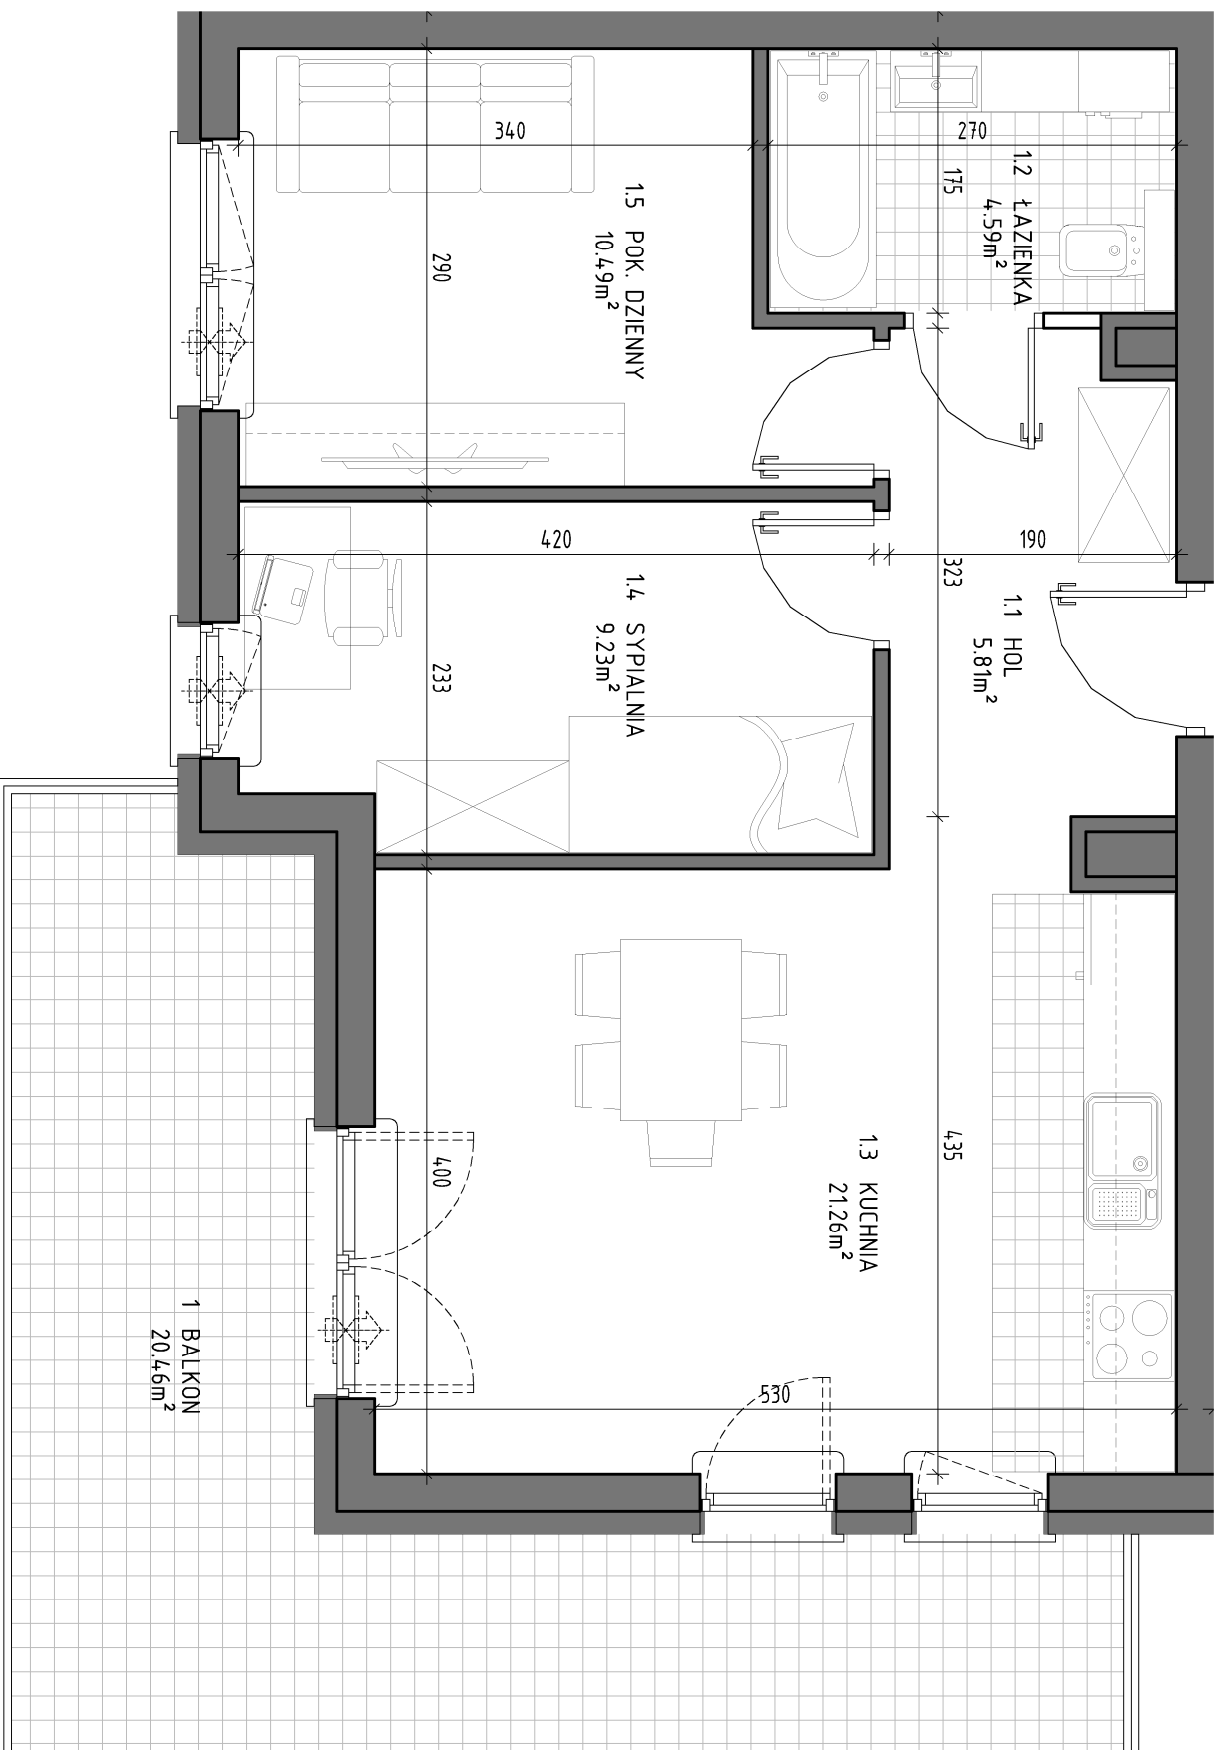 340
270
175
1.2 ŁAZIENKA
4.59m²
1.5 POK. DZIENNY
10.49m²
290
420
190
323
1.1 HOL
5.81m²
1.4 SYPIALNIA
9.23m²
233
1.3 KUCHNIA
21.26m²
435
400
1 BALKON
20.46m²
530